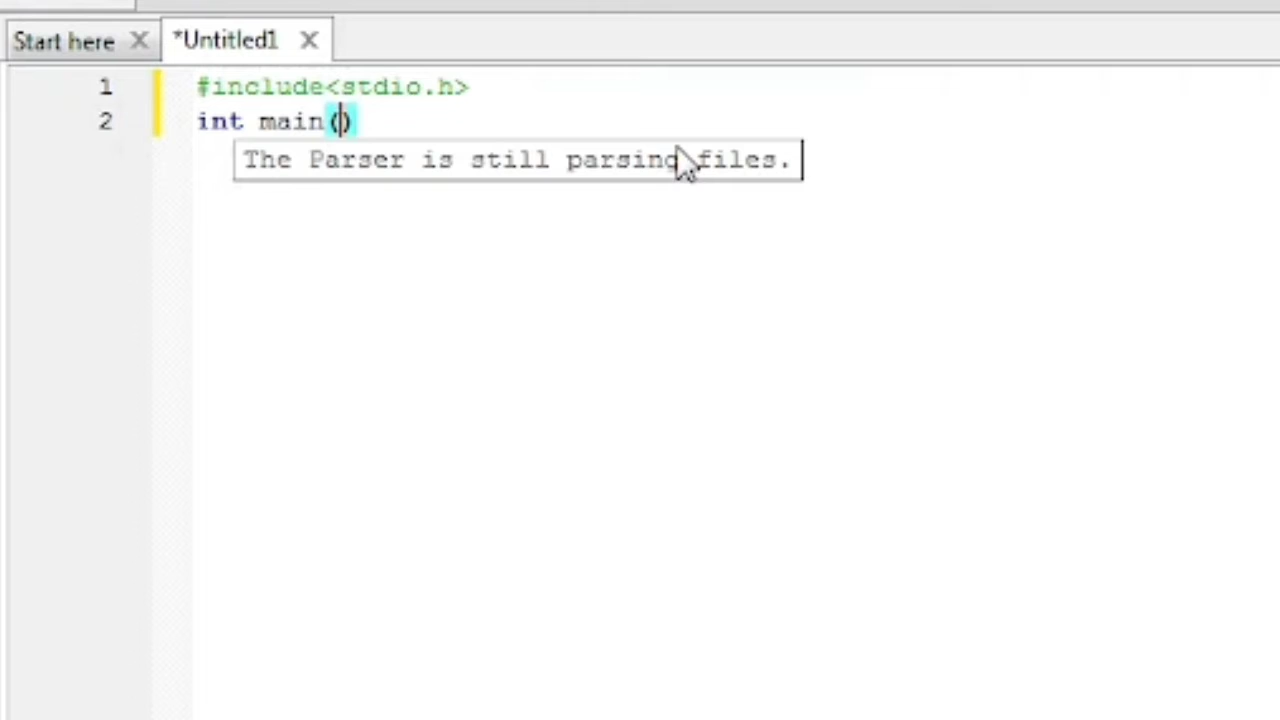 Start here
*Untitled1
1 #include<stdio.h>
2 int main()
The Parser is still parsing files.